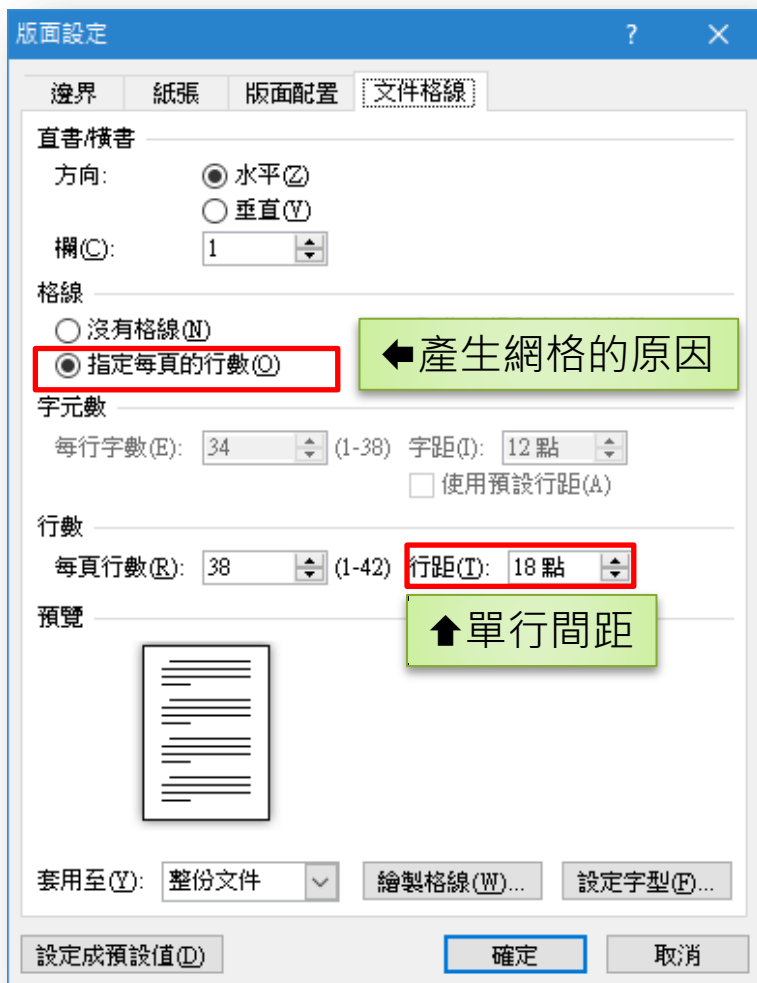 版面設定 ? ×
邊界 紙張 版面配置 文件格線
直書/橫書
方向: 水平(Z)
垂直(V)
欄(C): 1
格線
沒有格線(N)
指定每頁的行數(O)
←產生網格的原因
字元數
每行字數(E): 34 (1-38) 字距(I): 12 點
使用預設行距(A)
行數
每頁行數(R): 38 (1-42) 行距(T): 18 點
↑單行間距
預覽
套用至(Y): 整份文件 繪製格線(W)... 設定字型(F)...
設定成預設值(D) 確定 取消